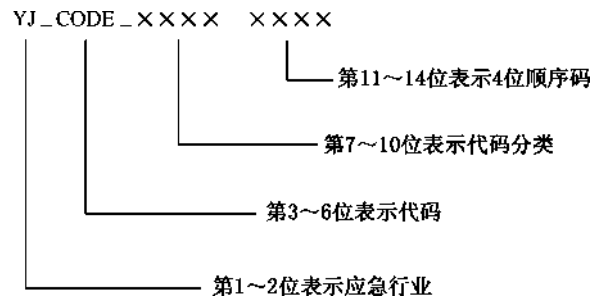 YJ_CODE_×××× ××××
第11～14位表示4位顺序码
第7～10位表示代码分类
第3～6位表示代码
第1～2位表示应急行业